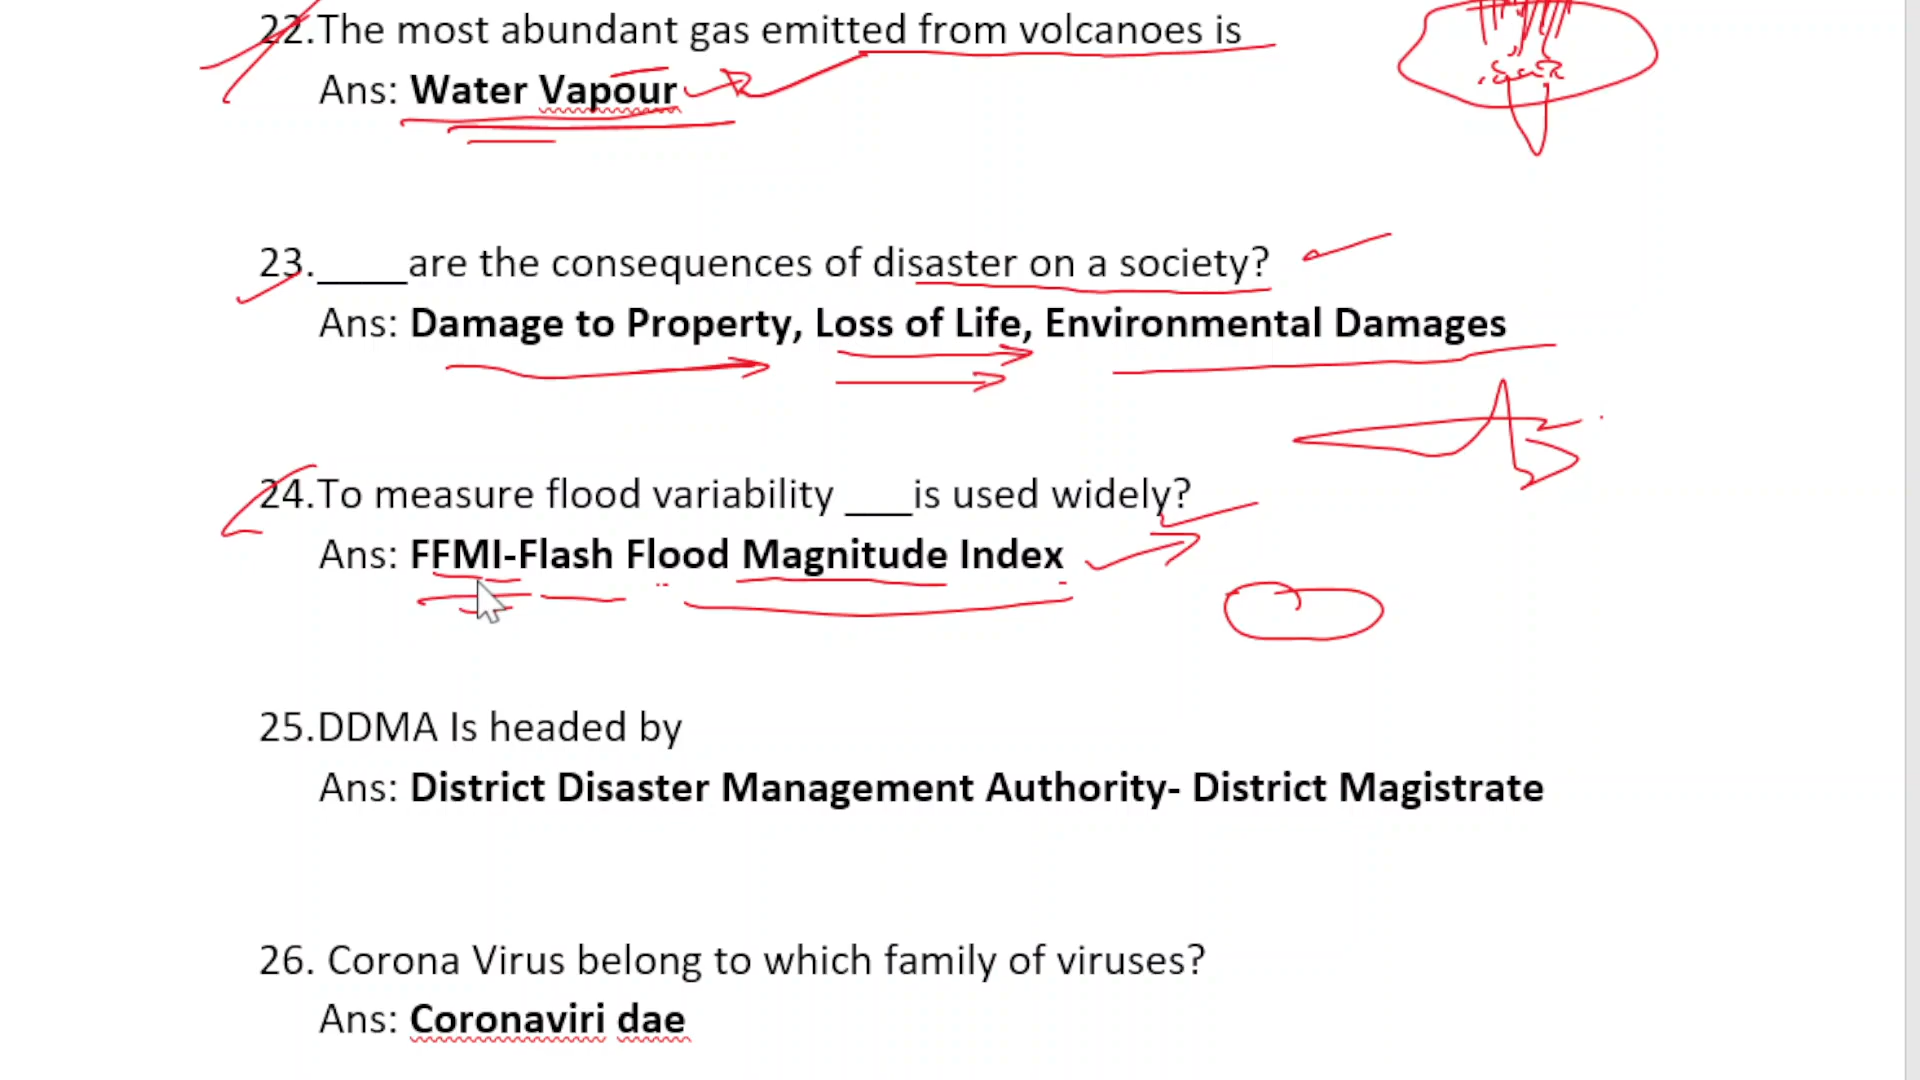 22.The most abundant gas emitted from volcanoes is
Ans: Water Vapour
23.____are the consequences of disaster on a society?
Ans: Damage to Property, Loss of Life, Environmental Damages
24.To measure flood variability ___is used widely?
Ans: FFMI-Flash Flood Magnitude Index
25.DDMA Is headed by
Ans: District Disaster Management Authority- District Magistrate
26. Corona Virus belong to which family of viruses?
Ans: Coronaviri dae